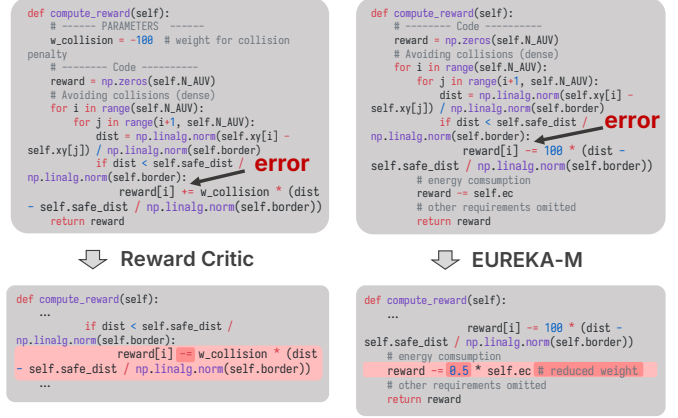 def compute_reward(self):
# ------ PARAMETERS ------
w_collision = -100 # weight for collision
penalty
# -------- Code ----------
reward = np.zeros(self.N_AUV)
# Avoiding collisions (dense)
for i in range(self.N_AUV):
for j in range(i+1, self.N_AUV):
dist = np.linalg.norm(self.xy[i] -
self.xy[j]) / np.linalg.norm(self.border)
if dist < self.safe_dist /
np.linalg.norm(self.border):
error
reward[i] += w_collision * (dist
- self.safe_dist / np.linalg.norm(self.border))
return reward
def compute_reward(self):
# -------- Code ----------
reward = np.zeros(self.N_AUV)
# Avoiding collisions (dense)
for i in range(self.N_AUV):
for j in range(i+1, self.N_AUV):
dist = np.linalg.norm(self.xy[i] -
self.xy[j]) / np.linalg.norm(self.border)
if dist < self.safe_dist /
np.linalg.norm(self.border):
error
reward[i] -= 100 * (dist -
self.safe_dist / np.linalg.norm(self.border))
# energy comsumption
reward -= self.ec
# other requirements omitted
return reward
Reward Critic
EUREKA-M
def compute_reward(self):
...
if dist < self.safe_dist /
np.linalg.norm(self.border):
reward[i] -= w_collision * (dist
- self.safe_dist / np.linalg.norm(self.border))
...
def compute_reward(self):
...
reward[i] -= 100 * (dist -
self.safe_dist / np.linalg.norm(self.border))
# energy comsumption
reward -= 0.5 * self.ec # reduced weight
# other requirements omitted
return reward